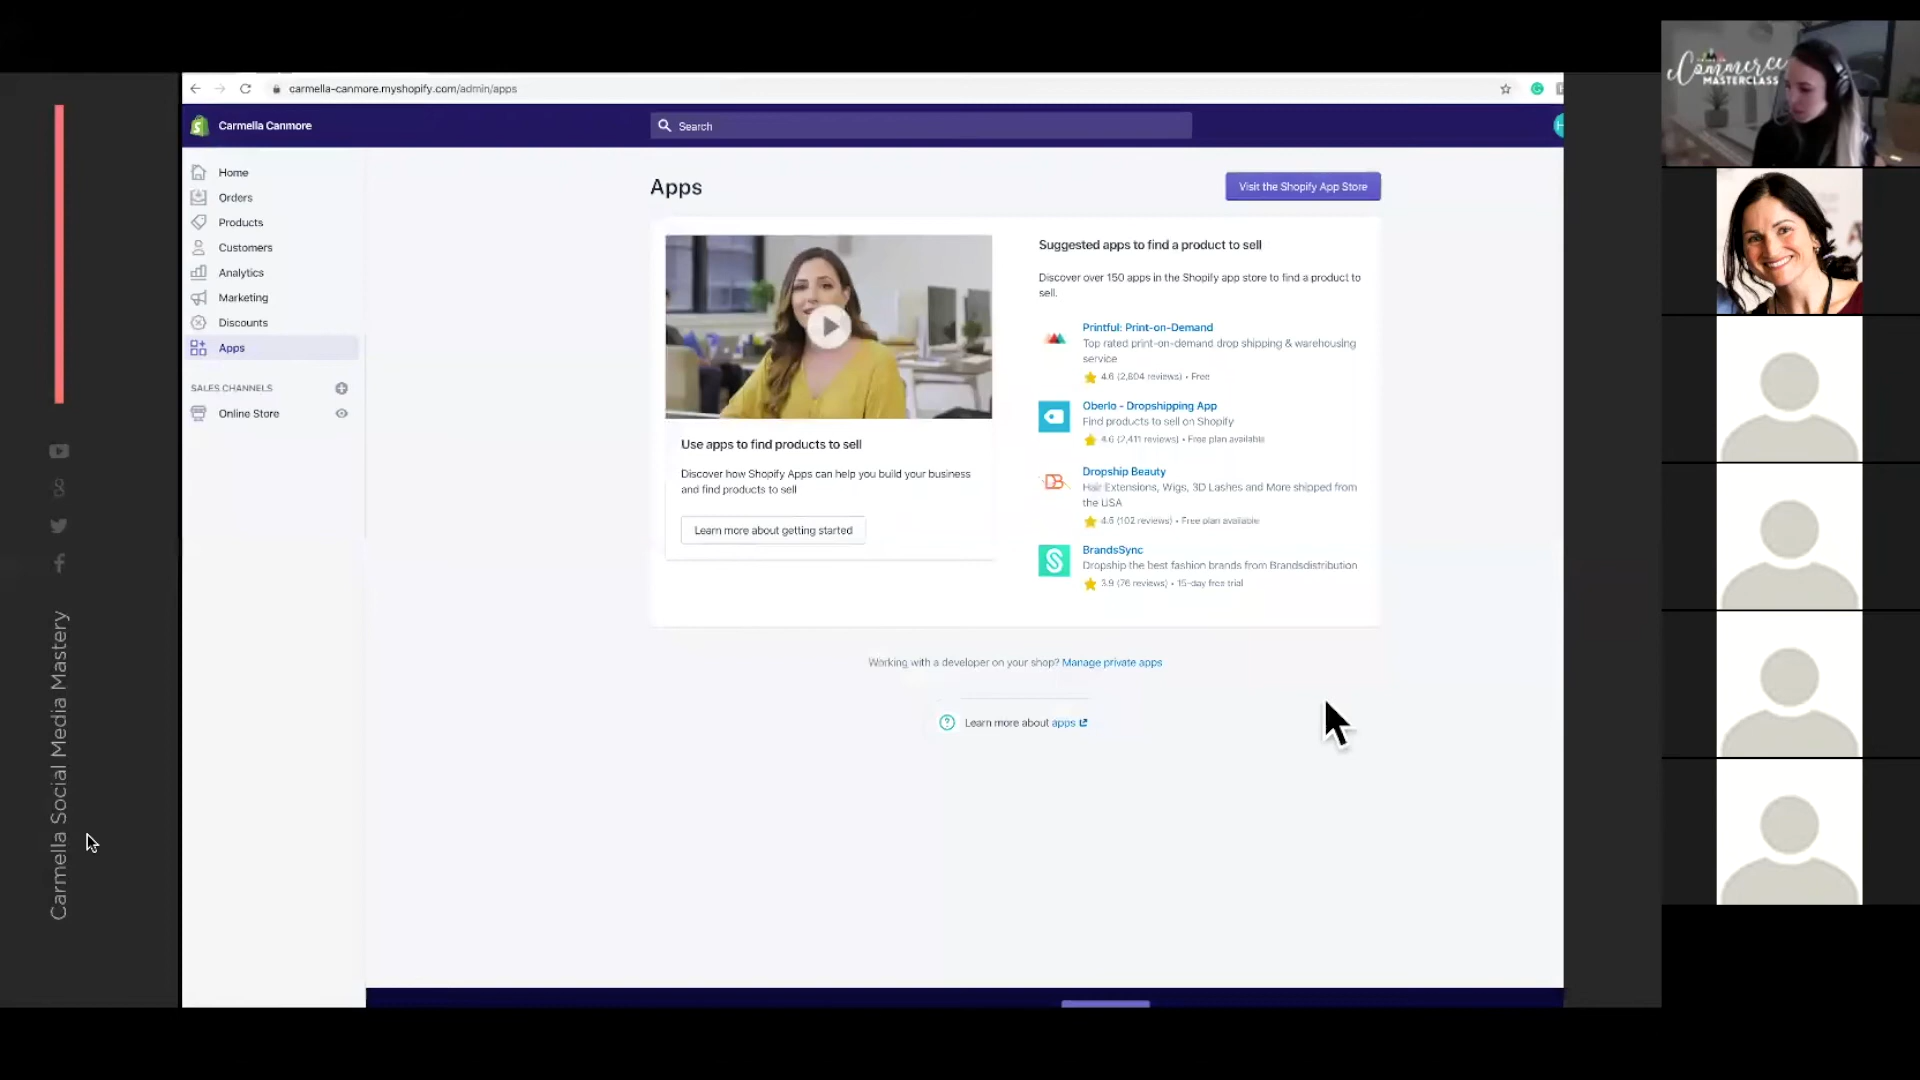 carmella-canmore.myshopify.com/admin/apps
Carmella Canmore
Search
Home
Orders
Products
Customers
Analytics
Marketing
Discounts
Apps
SALES CHANNELS
Online Store
Apps
Visit the Shopify App Store
Use apps to find products to sell
Discover how Shopify Apps can help you build your business
and find products to sell
Learn more about getting started
Suggested apps to find a product to sell
Discover over 150 apps in the Shopify app store to find a product to
sell.
Printful: Print-on-Demand
Top rated print-on-demand drop shipping & warehousing
service
4.6 (2,804 reviews) • Free
Oberlo - Dropshipping App
Find products to sell on Shopify
4.6 (2,411 reviews) • Free plan available
DB
Dropship Beauty
Hair Extensions, Wigs, 3D Lashes and More shipped from
the USA
4.5 (102 reviews) • Free plan available
BrandsSync
Dropship the best fashion brands from Brandsdistribution
3.9 (76 reviews) • 15-day free trial
Working with a developer on your shop? Manage private apps
Learn more about apps
Carmella Social Media Mastery
eCommerce
MASTERCLASS